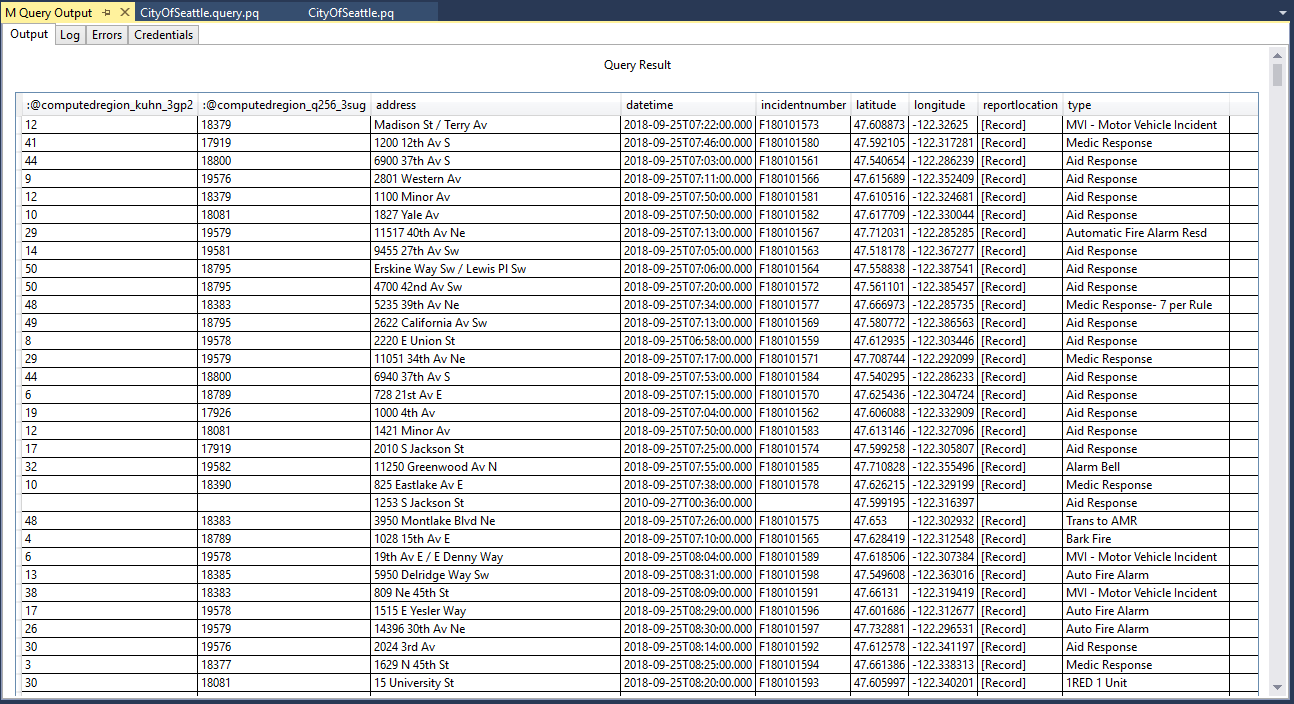 M Query Output CityOfSeattle.query.pq CityOfSeattle.pq
Output Log Errors Credentials
Query Result
:@computedregion_kuhn_3gp2 :@computedregion_q256_3sug address datetime incidentnumber latitude longitude reportlocation type
12 18379 Madison St / Terry Av 2018-09-25T07:22:00.000 F180101573 47.608873 -122.32625 [Record] MVI - Motor Vehicle Incident
41 17919 1200 12th Av S 2018-09-25T07:46:00.000 F180101580 47.592105 -122.317281 [Record] Medic Response
44 18800 6900 37th Av S 2018-09-25T07:03:00.000 F180101561 47.540654 -122.286239 [Record] Aid Response
9 19576 2801 Western Av 2018-09-25T07:11:00.000 F180101566 47.615689 -122.352409 [Record] Aid Response
12 18379 1100 Minor Av 2018-09-25T07:50:00.000 F180101581 47.610516 -122.324681 [Record] Aid Response
10 18081 1827 Yale Av 2018-09-25T07:50:00.000 F180101582 47.617709 -122.330044 [Record] Aid Response
29 19579 11517 40th Av Ne 2018-09-25T07:13:00.000 F180101567 47.712031 -122.285285 [Record] Automatic Fire Alarm Resd
14 19581 9455 27th Av Sw 2018-09-25T07:05:00.000 F180101563 47.518178 -122.367277 [Record] Aid Response
50 18795 Erskine Way Sw / Lewis Pl Sw 2018-09-25T07:06:00.000 F180101564 47.558838 -122.387541 [Record] Aid Response
50 18795 4700 42nd Av Sw 2018-09-25T07:20:00.000 F180101572 47.561101 -122.385457 [Record] Aid Response
48 18383 5235 39th Av Ne 2018-09-25T07:34:00.000 F180101577 47.666973 -122.285735 [Record] Medic Response- 7 per Rule
49 18795 2622 California Av Sw 2018-09-25T07:13:00.000 F180101569 47.580772 -122.386563 [Record] Aid Response
8 19578 2220 E Union St 2018-09-25T06:58:00.000 F180101559 47.612935 -122.303446 [Record] Aid Response
29 19579 11051 34th Av Ne 2018-09-25T07:17:00.000 F180101571 47.708744 -122.292099 [Record] Medic Response
44 18800 6940 37th Av S 2018-09-25T07:53:00.000 F180101584 47.540295 -122.286233 [Record] Aid Response
6 18789 728 21st Av E 2018-09-25T07:15:00.000 F180101570 47.625436 -122.304724 [Record] Aid Response
19 17926 1000 4th Av 2018-09-25T07:04:00.000 F180101562 47.606088 -122.332909 [Record] Aid Response
12 18081 1421 Minor Av 2018-09-25T07:50:00.000 F180101583 47.613146 -122.327096 [Record] Aid Response
17 17919 2010 S Jackson St 2018-09-25T07:25:00.000 F180101574 47.599258 -122.305807 [Record] Aid Response
32 19582 11250 Greenwood Av N 2018-09-25T07:55:00.000 F180101585 47.710828 -122.355496 [Record] Alarm Bell
10 18390 825 Eastlake Av E 2018-09-25T07:38:00.000 F180101578 47.626215 -122.329199 [Record] Medic Response
1253 S Jackson St 2010-09-27T00:36:00.000 47.599195 -122.316397 Aid Response
48 18383 3950 Montlake Blvd Ne 2018-09-25T07:26:00.000 F180101575 47.653 -122.302932 [Record] Trans to AMR
4 18789 1028 15th Av E 2018-09-25T07:10:00.000 F180101565 47.628419 -122.312548 [Record] Bark Fire
6 19578 19th Av E / E Denny Way 2018-09-25T08:04:00.000 F180101589 47.618506 -122.307384 [Record] MVI - Motor Vehicle Incident
13 18385 5950 Delridge Way Sw 2018-09-25T08:31:00.000 F180101598 47.549608 -122.363016 [Record] Auto Fire Alarm
38 18383 809 Ne 45th St 2018-09-25T08:09:00.000 F180101591 47.66131 -122.319419 [Record] MVI - Motor Vehicle Incident
17 19578 1515 E Yesler Way 2018-09-25T08:29:00.000 F180101596 47.601686 -122.312677 [Record] Auto Fire Alarm
26 19579 14396 30th Av Ne 2018-09-25T08:30:00.000 F180101597 47.732881 -122.296531 [Record] Auto Fire Alarm
30 19576 2024 3rd Av 2018-09-25T08:14:00.000 F180101592 47.612578 -122.341197 [Record] Aid Response
3 18377 1629 N 45th St 2018-09-25T08:25:00.000 F180101594 47.661386 -122.338313 [Record] Medic Response
30 18081 15 University St 2018-09-25T08:20:00.000 F180101593 47.605997 -122.340201 [Record] 1RED 1 Unit